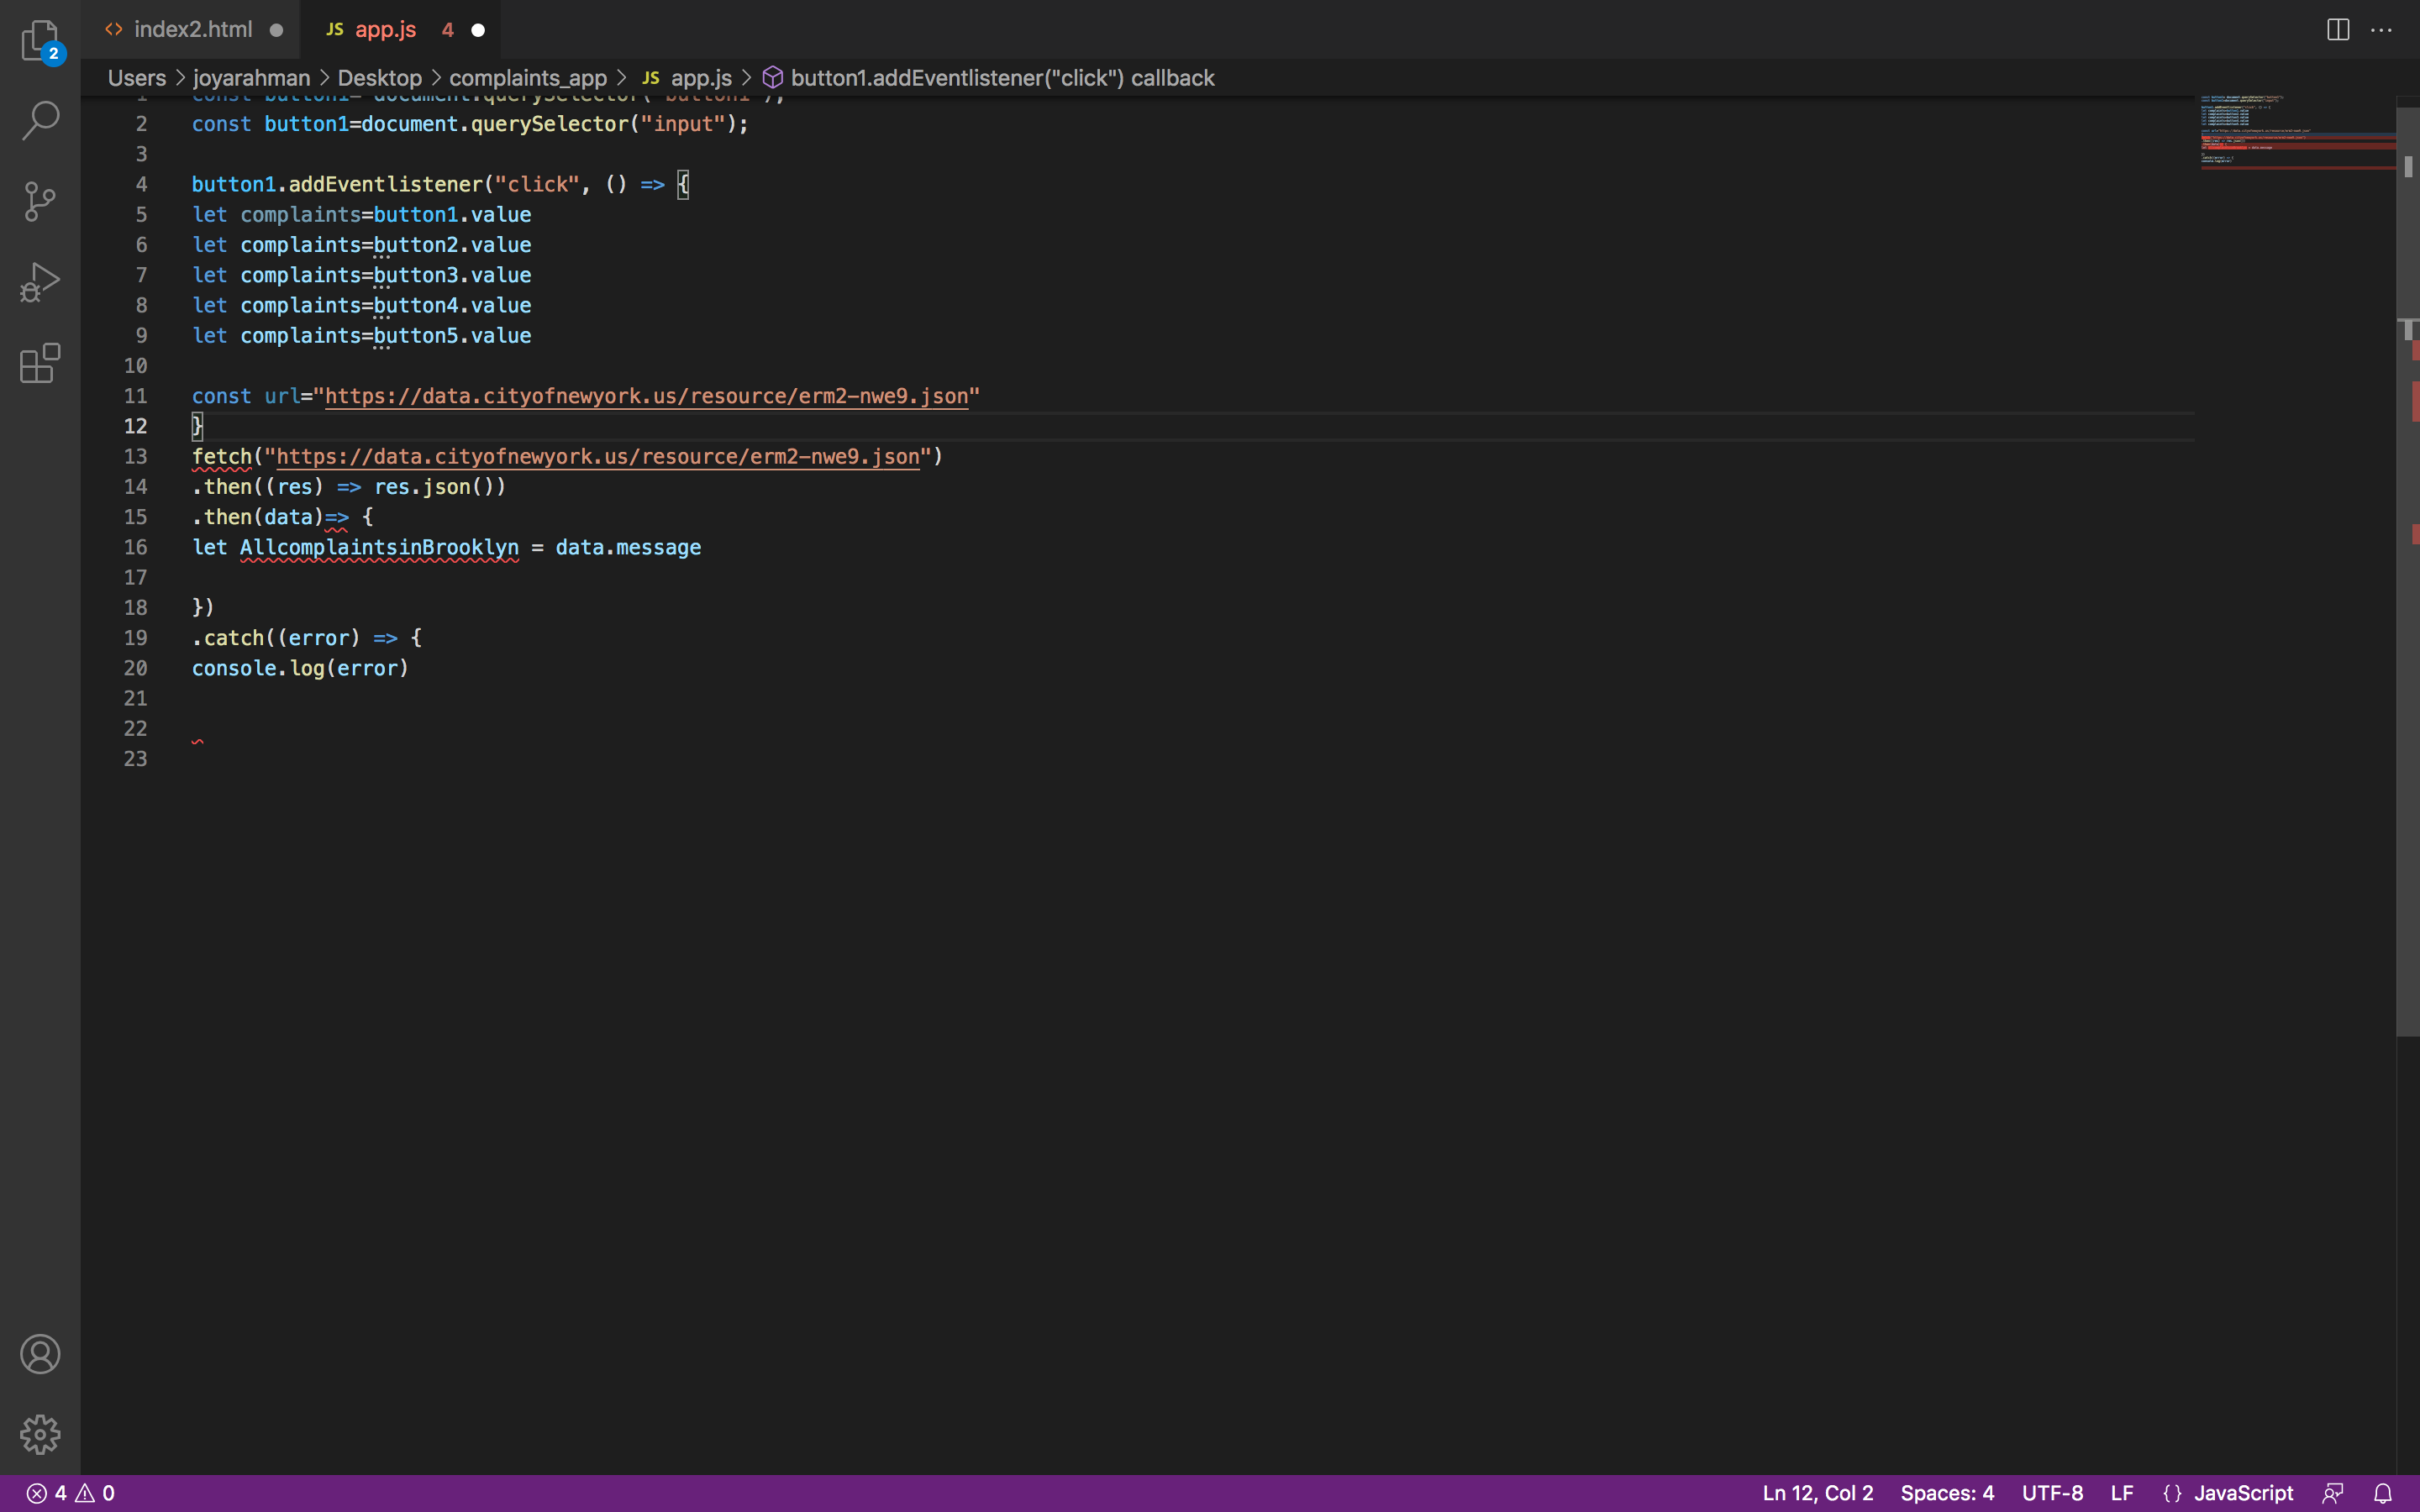 index2.html
JS app.js 4
2
Users > joyarahman > Desktop > complaints_app > JS app.js > button1.addEventlistener("click") callback
1 const button1= document.querySelector("button1");
2 const button1=document.querySelector("input");
3
4 button1.addEventlistener("click", () => {
5 let complaints=button1.value
6 let complaints=button2.value
7 let complaints=button3.value
8 let complaints=button4.value
9 let complaints=button5.value
10
11 const url="https://data.cityofnewyork.us/resource/erm2-nwe9.json"
12 }
13 fetch("https://data.cityofnewyork.us/resource/erm2-nwe9.json")
14 .then((res) => res.json())
15 .then(data)=> {
16 let AllcomplaintsinBrooklyn = data.message
17
18 })
19 .catch((error) => {
20 console.log(error)
21
22
23
4 0 Ln 12, Col 2 Spaces: 4 UTF-8 LF {} JavaScript